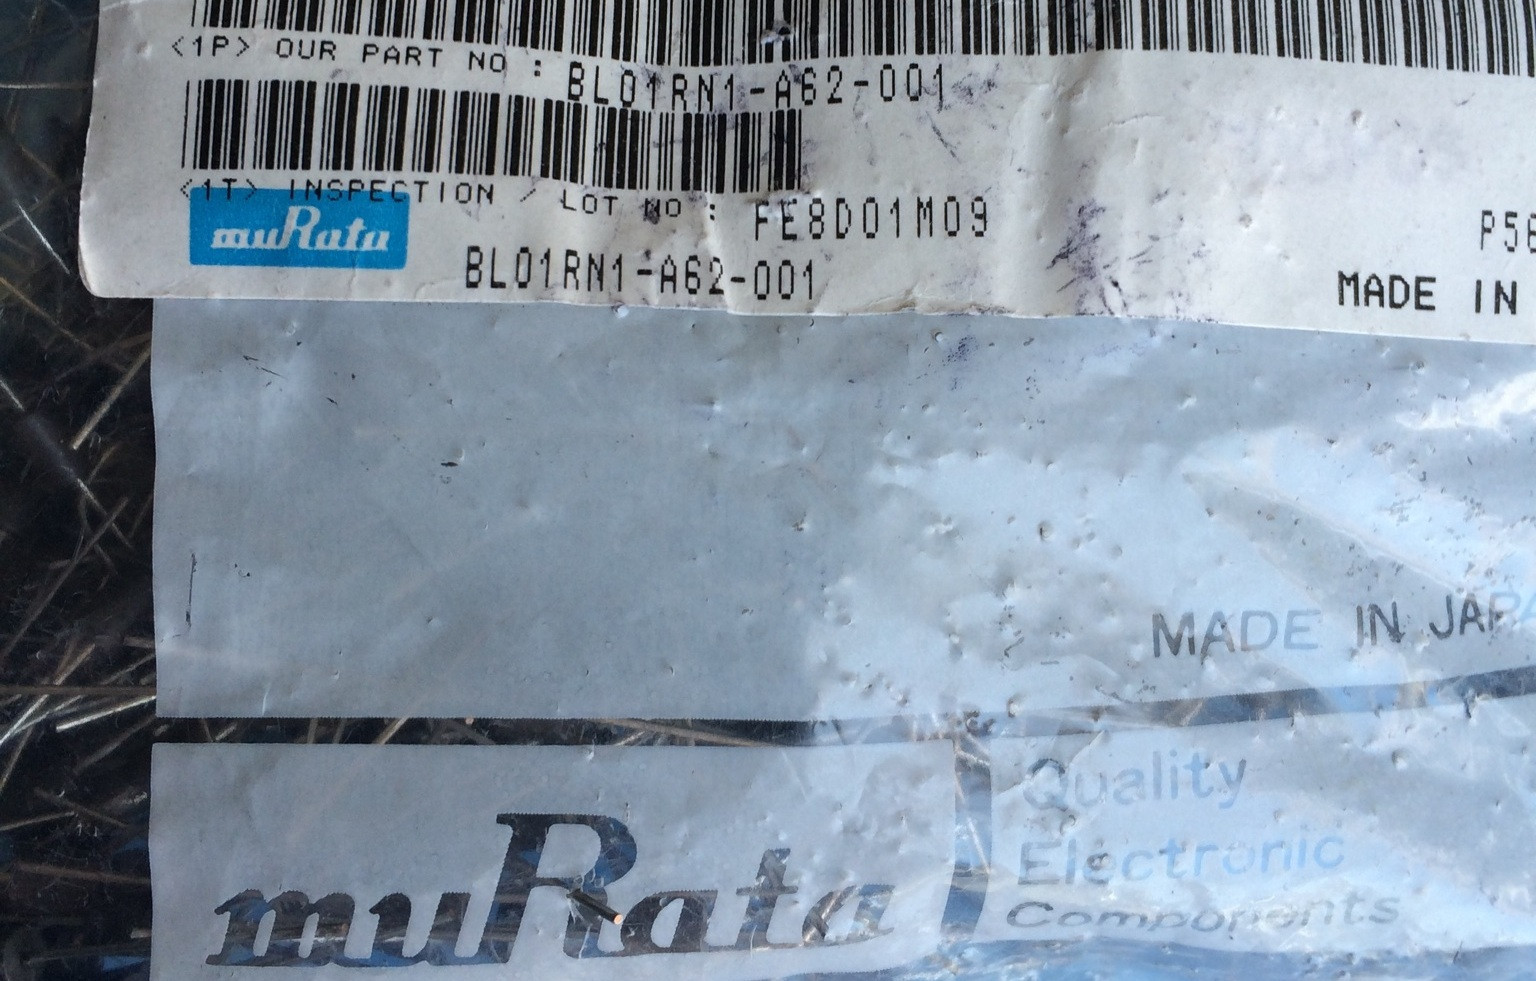 <1P> OUR PART NO : BL01RN1-A62-001
<1T> INSPECTION / LOT NO : FE8D01M09
muRata
BL01RN1-A62-001
MADE IN
MADE IN JAPA
muRata
Quality
Electronic
Components